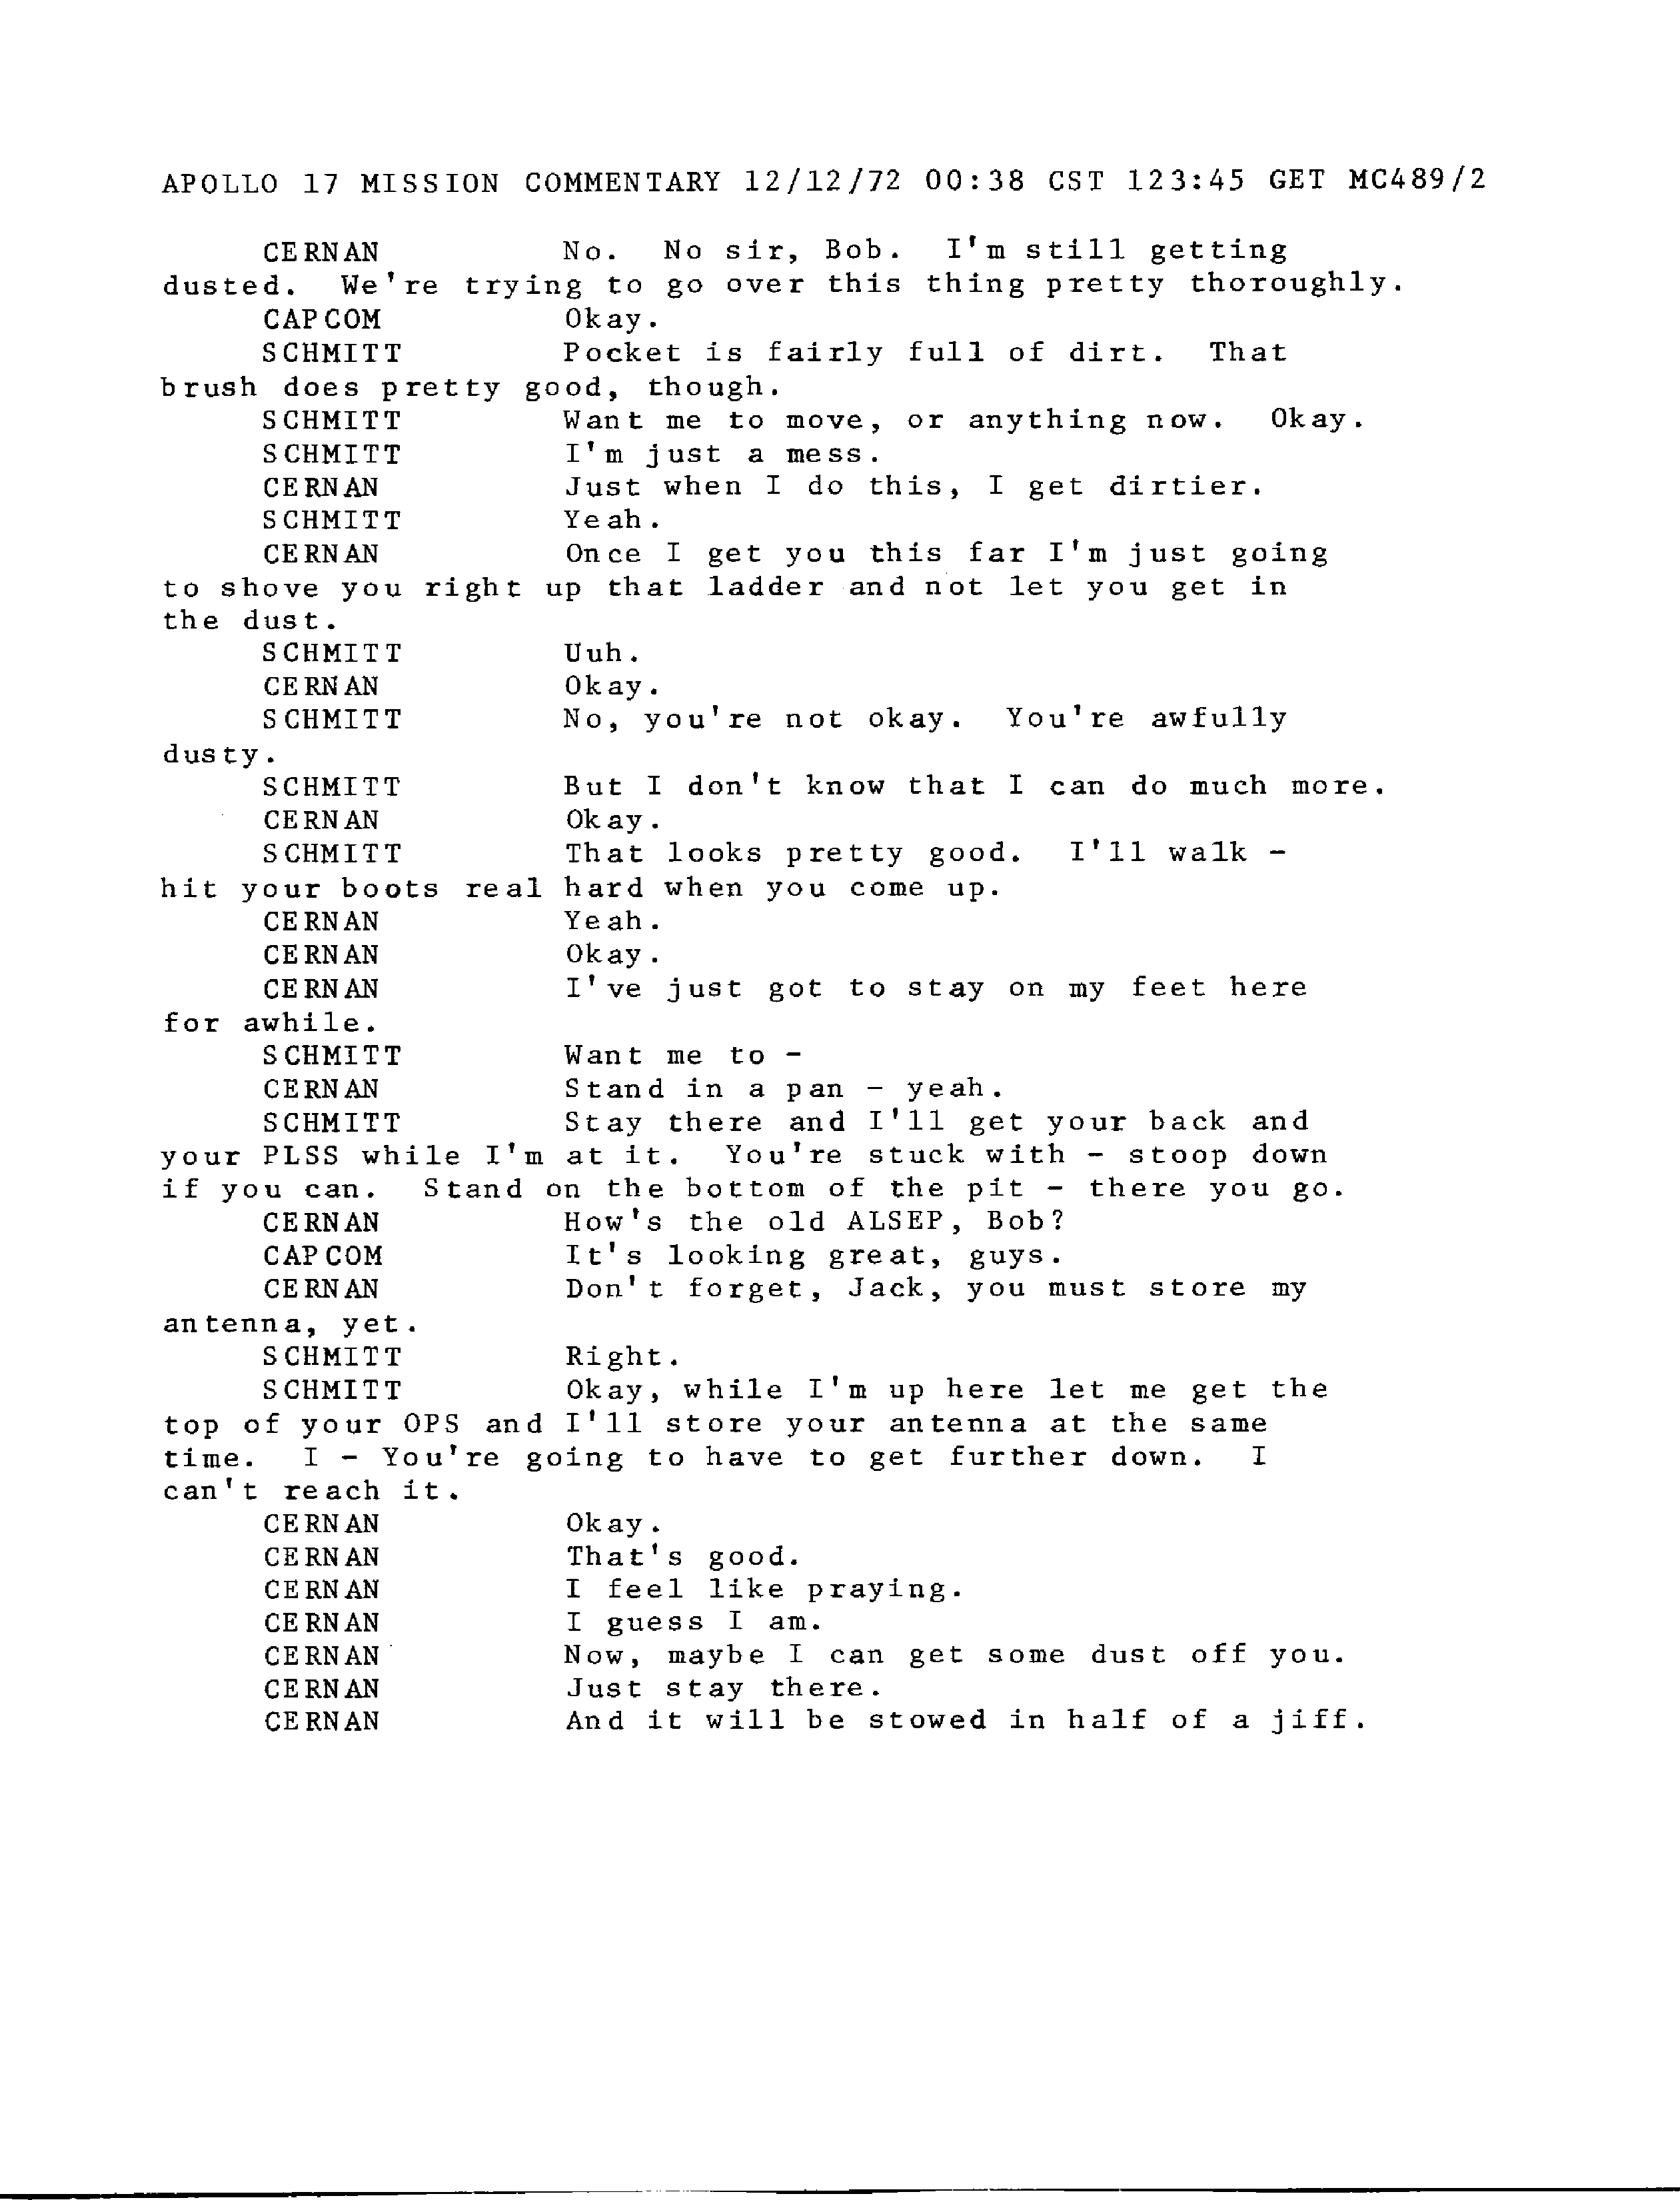 APOLLO 17 MISSION COMMENTARY 12/12/72 00:38 CST 123:45 GET MC489/2
CERNAN No. No sir, Bob. I'm still getting
dusted. We're trying to go over this thing pretty thoroughly.
CAPCOM Okay.
SCHMITT Pocket is fairly full of dirt. That
brush does pretty good, though.
SCHMITT Want me to move, or anything now. Okay.
SCHMITT I'm just a mess.
CERNAN Just when I do this, I get dirtier.
SCHMITT Yeah.
CERNAN Once I get you this far I'm just going
to shove you right up that ladder and not let you get in
the dust.
SCHMITT Uuh.
CERNAN Okay.
SCHMITT No, you're not okay. You're awfully
dusty.
SCHMITT But I don't know that I can do much more.
CERNAN Okay.
SCHMITT That looks pretty good. I'll walk -
hit your boots real hard when you come up.
CERNAN Yeah.
CERNAN Okay.
CERNAN I've just got to stay on my feet here
for awhile.
SCHMITT Want me to -
CERNAN Stand in a pan - yeah.
SCHMITT Stay there and I'll get your back and
your PLSS while I'm at it. You're stuck with - stoop down
if you can. Stand on the bottom of the pit - there you go.
CERNAN How's the old ALSEP, Bob?
CAPCOM It's looking great, guys.
CERNAN Don't forget, Jack, you must store my
antenna, yet.
SCHMITT Right.
SCHMITT Okay, while I'm up here let me get the
top of your OPS and I'll store your antenna at the same
time. I - You're going to have to get further down. I
can't reach it.
CERNAN Okay.
CERNAN That's good.
CERNAN I feel like praying.
CERNAN I guess I am.
CERNAN Now, maybe I can get some dust off you.
CERNAN Just stay there.
CERNAN And it will be stowed in half of a jiff.